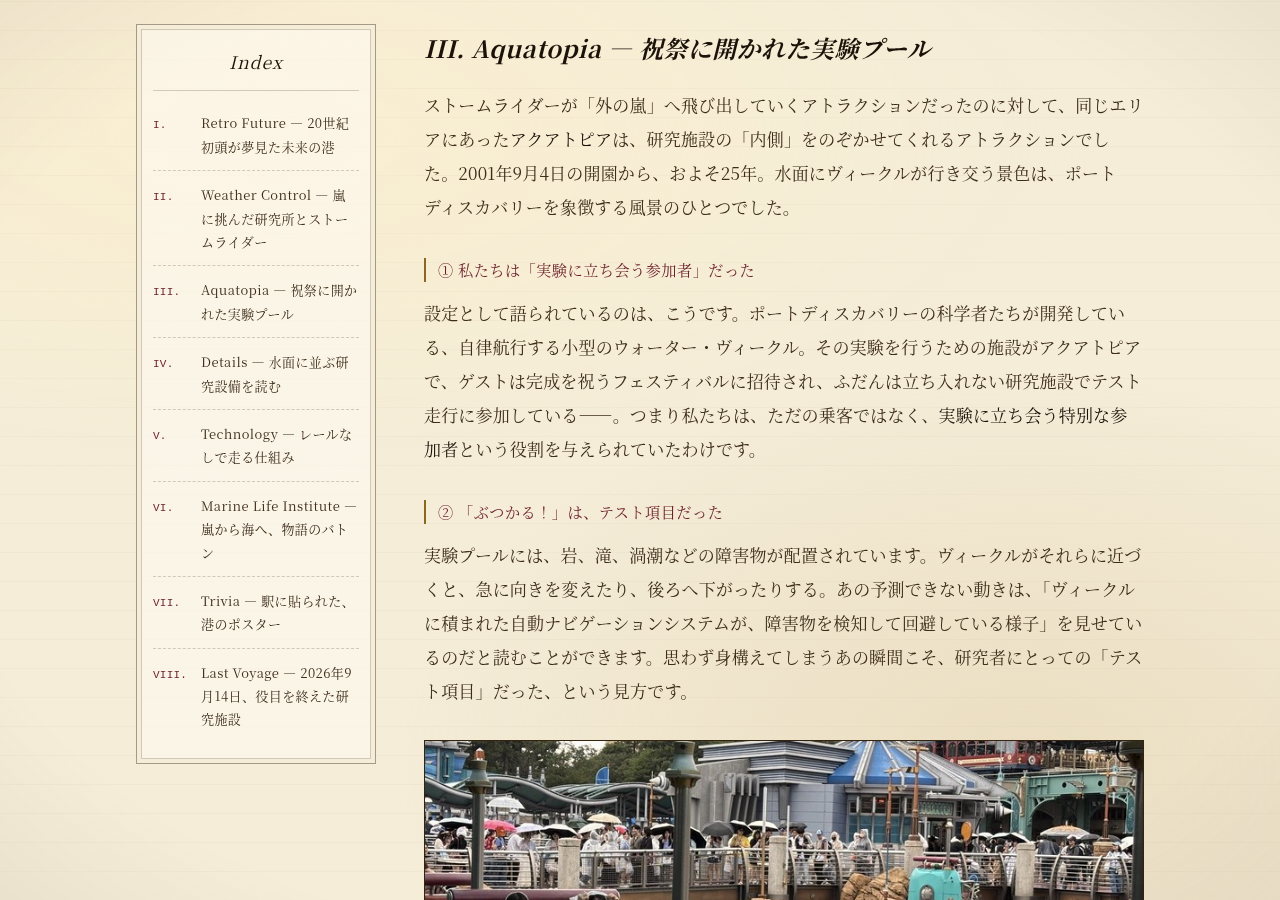 Index
I. Retro Future — 20世紀
初頭が夢見た未来の港
II. Weather Control — 嵐
に挑んだ研究所とストー
ムライダー
III. Aquatopia — 祝祭に開か
れた実験プール
IV. Details — 水面に並ぶ研
究設備を読む
V. Technology — レールな
しで走る仕組み
VI. Marine Life Institute —
嵐から海へ、物語のバト
ン
VII. Trivia — 駅に貼られた、
港のポスター
VIII. Last Voyage — 2026年9
月14日、役目を終えた研
究施設
III. Aquatopia — 祝祭に開かれた実験プール
ストームライダーが「外の嵐」へ飛び出していくアトラクションだったのに対して、同じエリ
アにあったアクアトピアは、研究施設の「内側」をのぞかせてくれるアトラクションでし
た。2001年9月4日の開園から、およそ25年。水面にヴィークルが行き交う景色は、ポート
ディスカバリーを象徴する風景のひとつでした。
① 私たちは「実験に立ち会う参加者」だった
設定として語られているのは、こうです。ポートディスカバリーの科学者たちが開発してい
る、自律航行する小型のウォーター・ヴィークル。その実験を行うための施設がアクアトピア
で、ゲストは完成を祝うフェスティバルに招待され、ふだんは立ち入れない研究施設でテスト
走行に参加している――。つまり私たちは、ただの乗客ではなく、実験に立ち会う特別な参
加者という役割を与えられていたわけです。
② 「ぶつかる！」は、テスト項目だった
実験プールには、岩、滝、渦潮などの障害物が配置されています。ヴィークルがそれらに近づ
くと、急に向きを変えたり、後ろへ下がったりする。あの予測できない動きは、「ヴィークル
に積まれた自動ナビゲーションシステムが、障害物を検知して回避している様子」を見せてい
るのだと読むことができます。思わず身構えてしまうあの瞬間こそ、研究者にとっての「テス
ト項目」だった、という見方です。